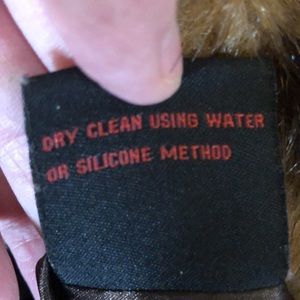 DRY CLEAN USING WATER
OR SILICONE METHOD